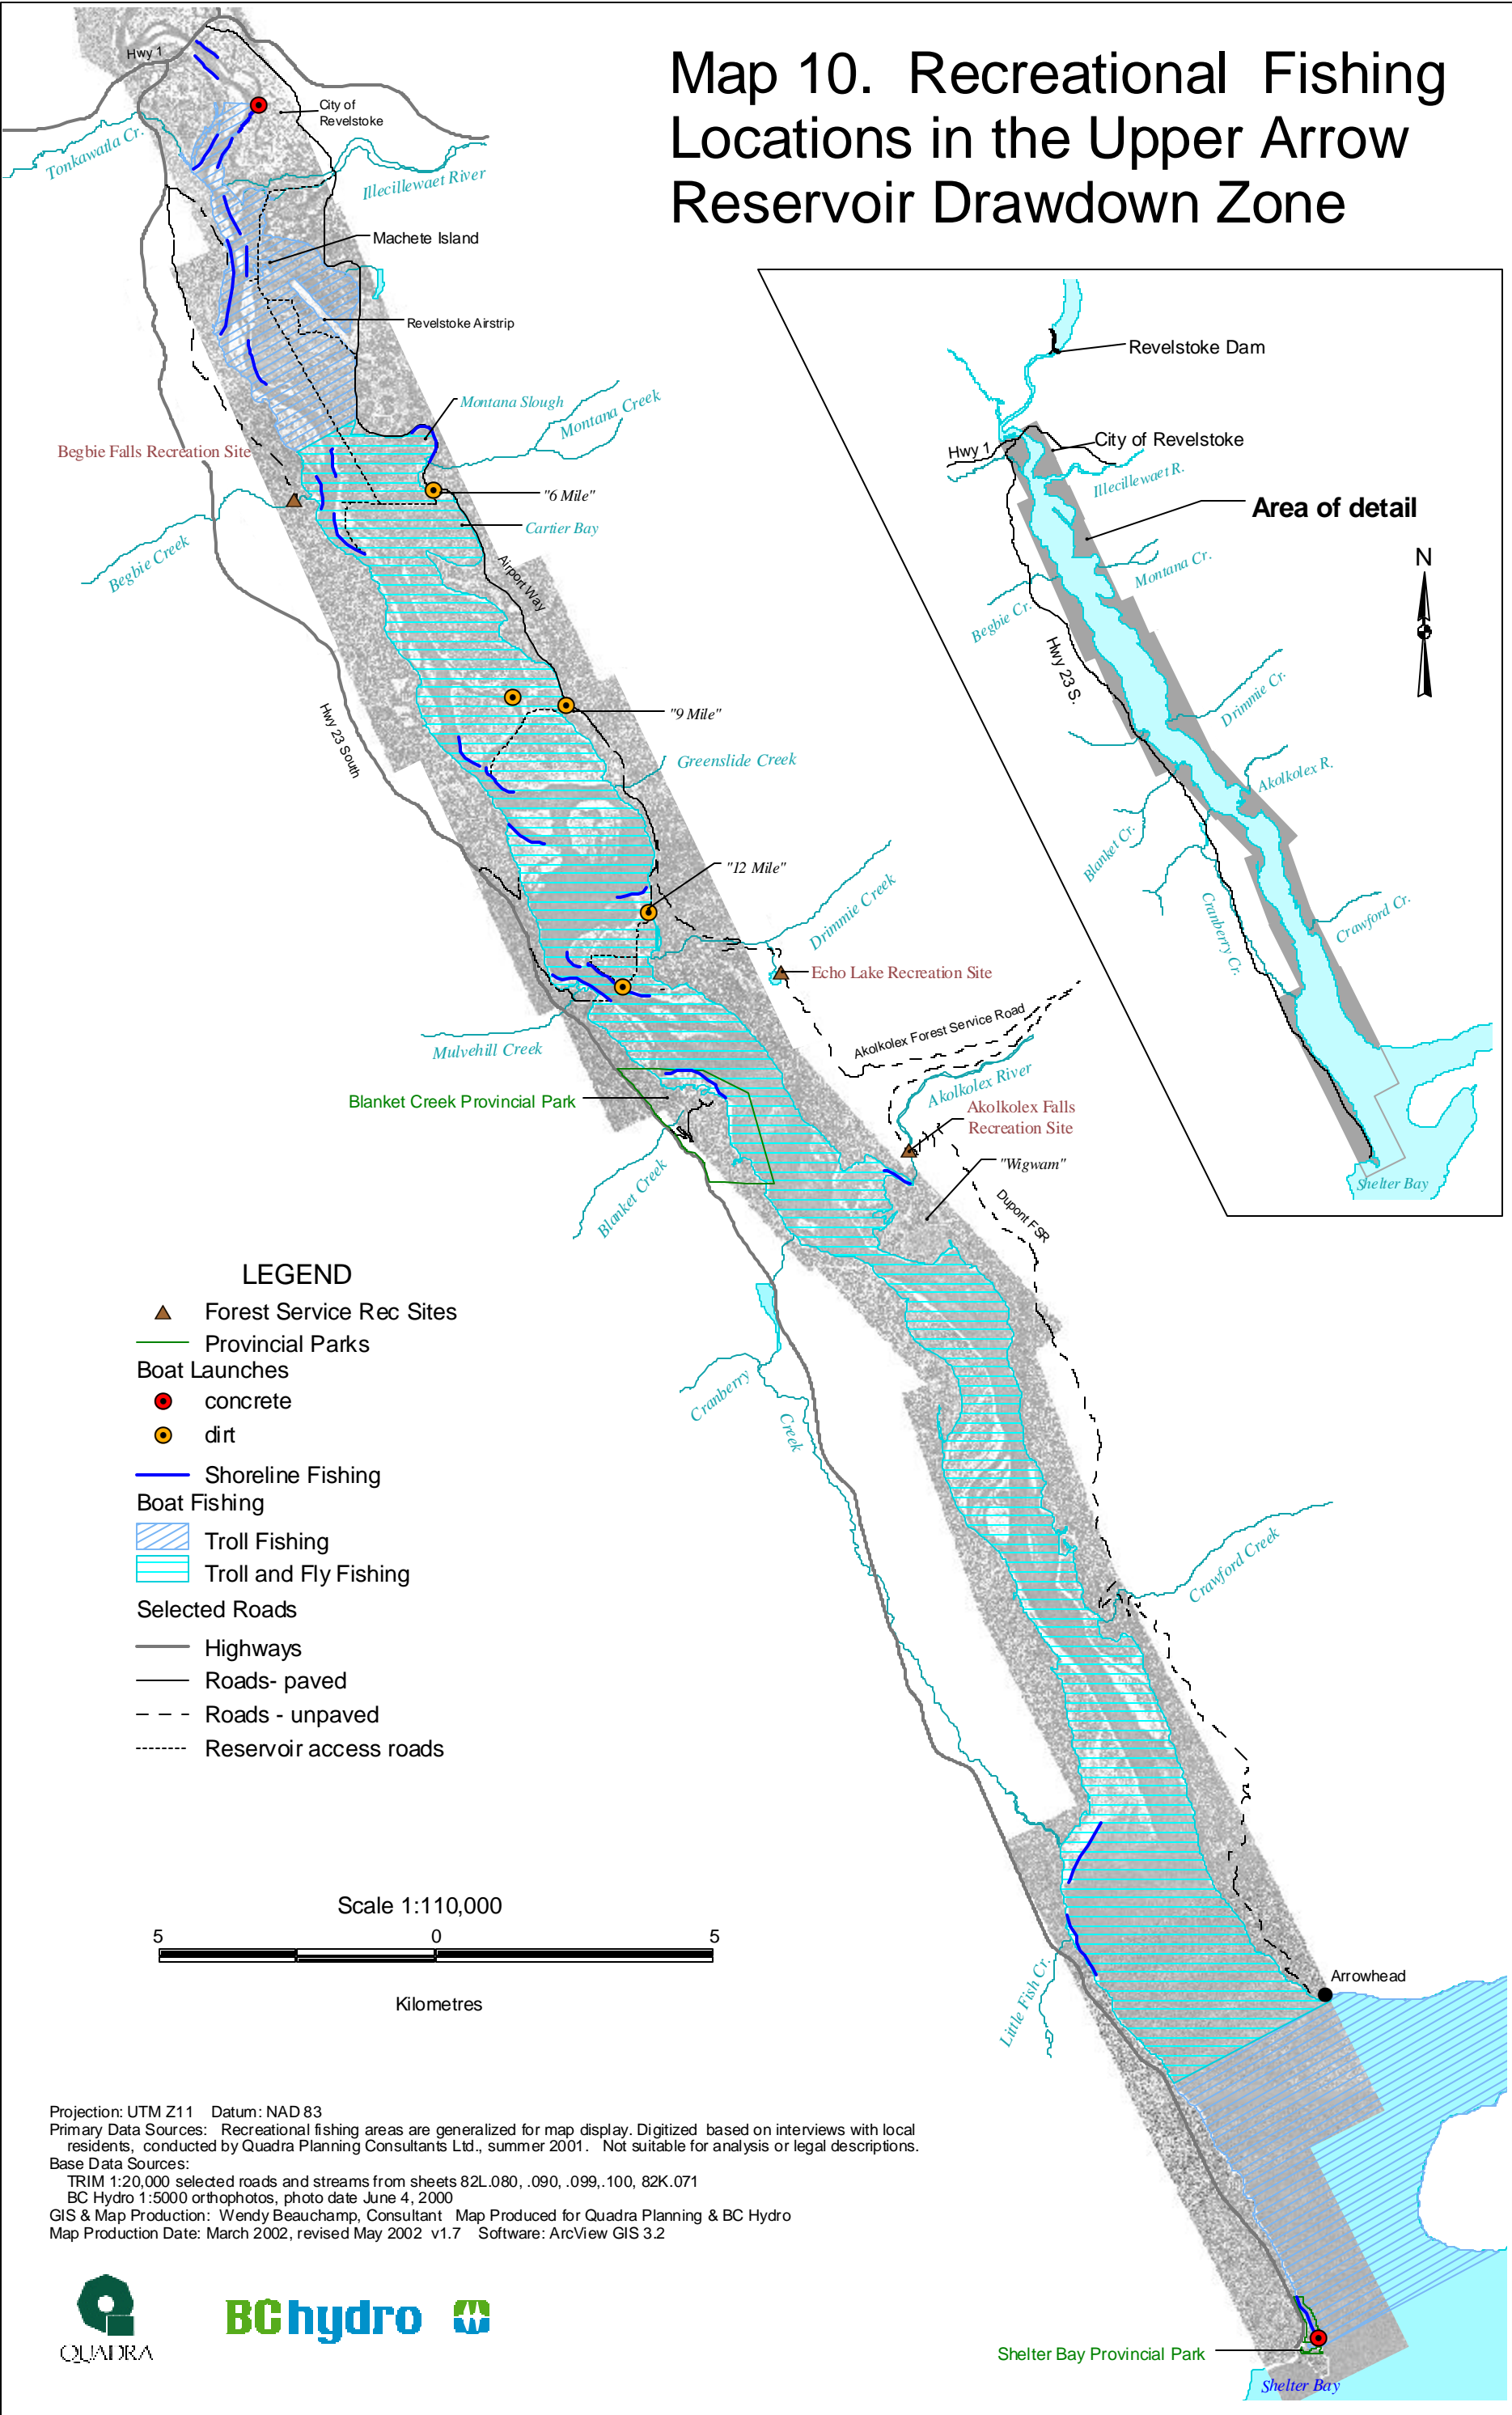 Map 10. Recreational Fishing
Locations in the Upper Arrow
Reservoir Drawdown Zone
Hwy 1
City of
Revelstoke
Tonkawatla Cr.
Illecillewaet River
Machete Island
Revelstoke Airstrip
Montana Slough
Montana Creek
Begbie Falls Recreation Site
"6 Mile"
Cartier Bay
Begbie Creek
Airport Way
Hwy 23 South
"9 Mile"
Greenslide Creek
"12 Mile"
Drimmie Creek
Echo Lake Recreation Site
Akolkolex Forest Service Road
Mulvehill Creek
Akolkolex River
Blanket Creek Provincial Park
Akolkolex Falls
Recreation Site
"Wigwam"
Blanket Creek
Dupont FSR
Cranberry
Creek
Crawford Creek
Little Fish Cr.
Arrowhead
Shelter Bay Provincial Park
Shelter Bay
Revelstoke Dam
City of Revelstoke
Hwy 1
Illecillewaet R.
Area of detail
N
Montana Cr.
Begbie Cr.
Hwy 23 S.
Drimmie Cr.
Akolkolex R.
Blanket Cr.
Cranberry Cr.
Crawford Cr.
Shelter Bay
LEGEND
Forest Service Rec Sites
Provincial Parks
Boat Launches
concrete
dirt
Shoreline Fishing
Boat Fishing
Troll Fishing
Troll and Fly Fishing
Selected Roads
Highways
Roads- paved
Roads - unpaved
Reservoir access roads
Scale 1:110,000
5 0 5
Kilometres
Projection: UTM Z11 Datum: NAD 83
Primary Data Sources: Recreational fishing areas are generalized for map display. Digitized based on interviews with local
residents, conducted by Quadra Planning Consultants Ltd., summer 2001. Not suitable for analysis or legal descriptions.
Base Data Sources:
TRIM 1:20,000 selected roads and streams from sheets 82L.080, .090, .099,.100, 82K.071
BC Hydro 1:5000 orthophotos, photo date June 4, 2000
GIS & Map Production: Wendy Beauchamp, Consultant Map Produced for Quadra Planning & BC Hydro
Map Production Date: March 2002, revised May 2002 v1.7 Software: ArcView GIS 3.2
QUADRA
BC hydro